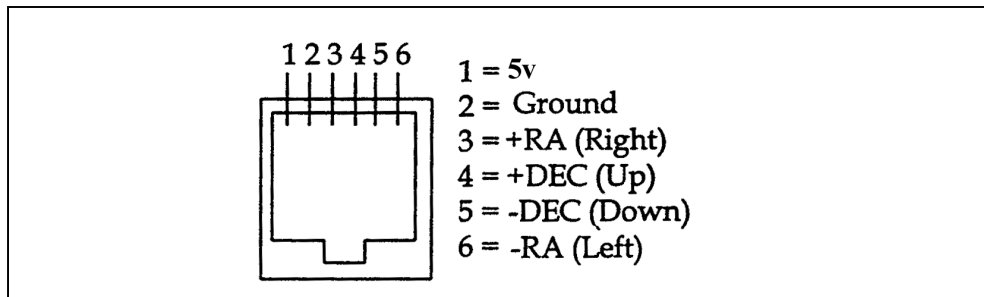 1 2 3 4 5 6
1 = 5v
2 = Ground
3 = +RA (Right)
4 = +DEC (Up)
5 = -DEC (Down)
6 = -RA (Left)